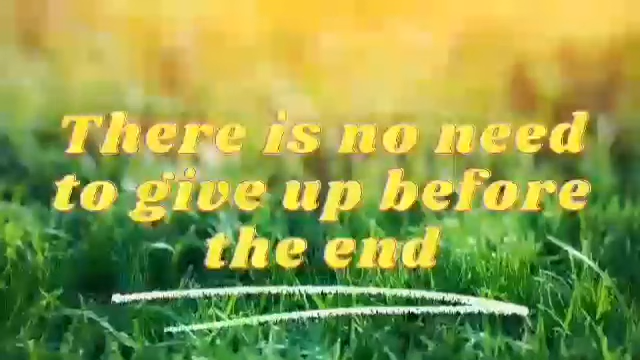 There is no need
to give up before
the end